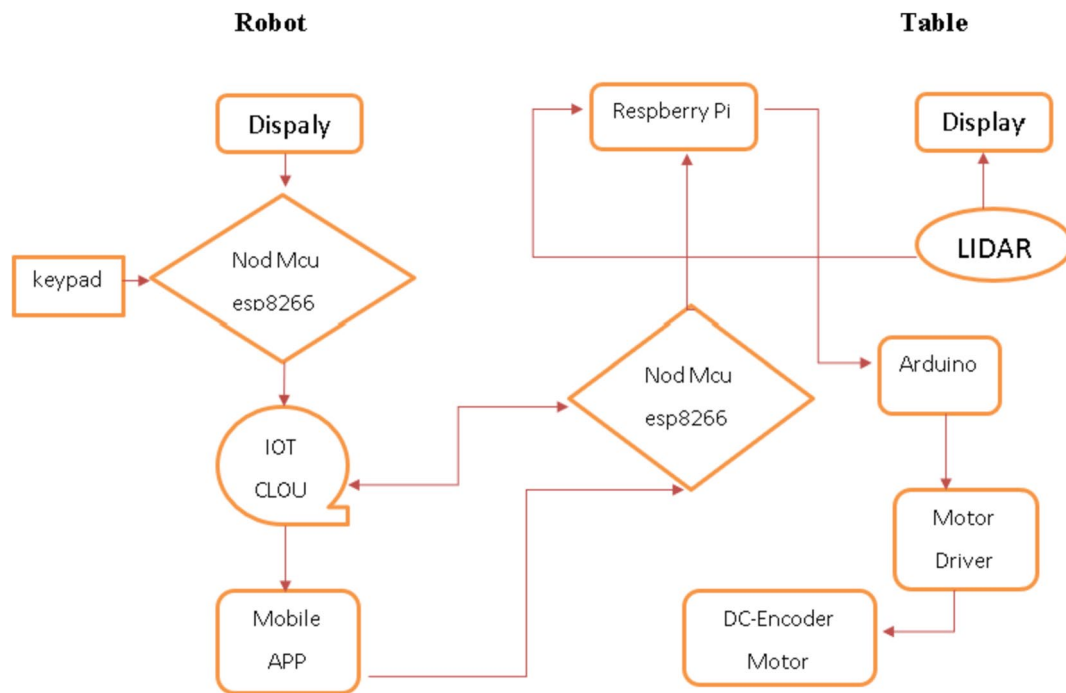 Robot
Table
Dispaly
Respberry Pi
Display
keypad
Nod Mcu
esp8266
LIDAR
Nod Mcu
esp8266
Arduino
IOT
CLOU
Motor
Driver
Mobile
APP
DC-Encoder
Motor